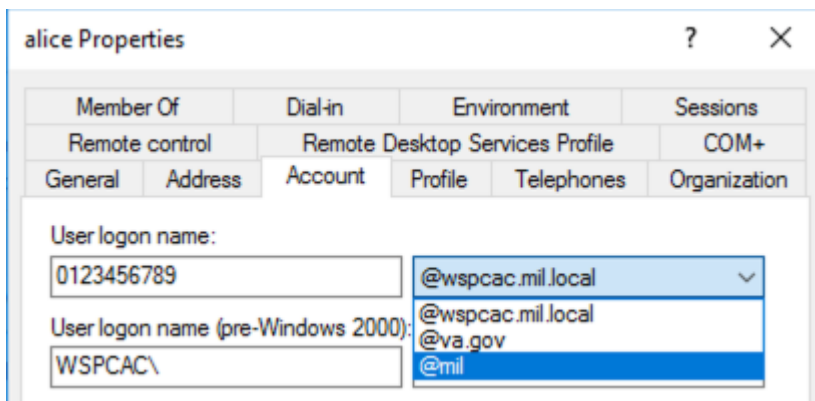 alice Properties ? ×
Member Of Dial-in Environment Sessions
Remote control Remote Desktop Services Profile COM+
General Address Account Profile Telephones Organization
User logon name:
0123456789 @wspcac.mil.local
@wspcac.mil.local
User logon name (pre-Windows 2000): @va.gov
WSPCAC\ @mil